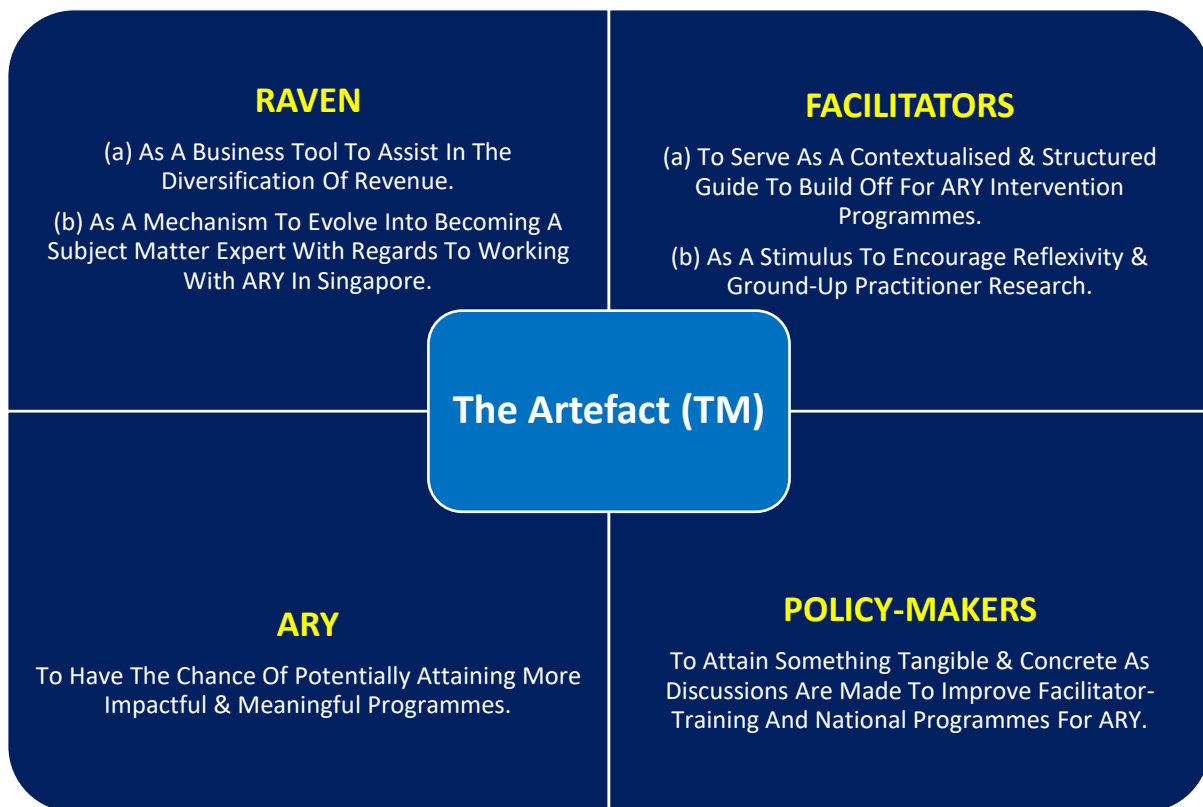 RAVEN
(a) As A Business Tool To Assist In The
Diversification Of Revenue.
(b) As A Mechanism To Evolve Into Becoming A
Subject Matter Expert With Regards To Working
With ARY In Singapore.
FACILITATORS
(a) To Serve As A Contextualised & Structured
Guide To Build Off For ARY Intervention
Programmes.
(b) As A Stimulus To Encourage Reflexivity &
Ground-Up Practitioner Research.
The Artefact (TM)
ARY
To Have The Chance Of Potentially Attaining More
Impactful & Meaningful Programmes.
POLICY-MAKERS
To Attain Something Tangible & Concrete As
Discussions Are Made To Improve Facilitator-
Training And National Programmes For ARY.